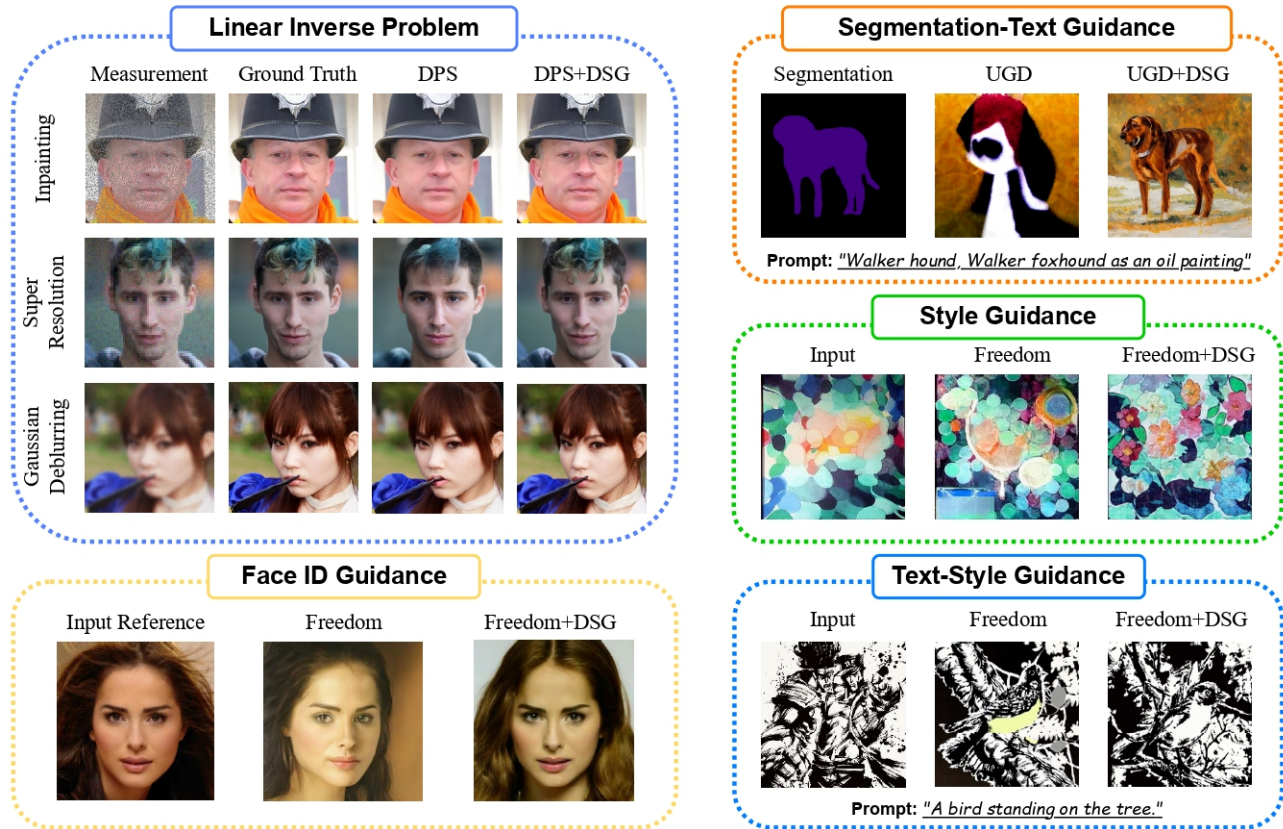 Linear Inverse Problem
Measurement Ground Truth DPS DPS+DSG
Inpainting
Super
Resolution
Gaussian
Deblurring
Face ID Guidance
Input Reference Freedom Freedom+DSG
Segmentation-Text Guidance
Segmentation UGD UGD+DSG
Prompt: "Walker hound, Walker foxhound as an oil painting"
Style Guidance
Input Freedom Freedom+DSG
Text-Style Guidance
Input Freedom Freedom+DSG
Prompt: "A bird standing on the tree."